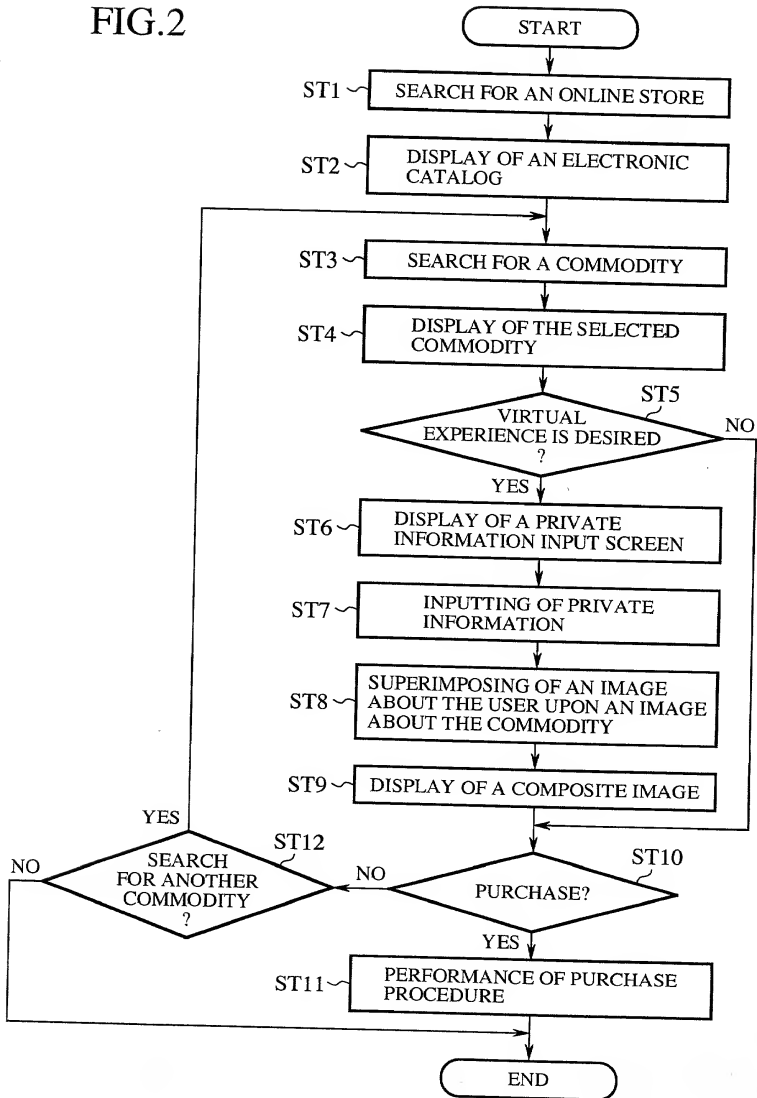 FIG.2
START
ST1
SEARCH FOR AN ONLINE STORE
ST2
DISPLAY OF AN ELECTRONIC
CATALOG
ST3
SEARCH FOR A COMMODITY
ST4
DISPLAY OF THE SELECTED
COMMODITY
ST5
VIRTUAL
EXPERIENCE IS DESIRED
?
NO
YES
ST6
DISPLAY OF A PRIVATE
INFORMATION INPUT SCREEN
ST7
INPUTTING OF PRIVATE
INFORMATION
ST8
SUPERIMPOSING OF AN IMAGE
ABOUT THE USER UPON AN IMAGE
ABOUT THE COMMODITY
ST9
DISPLAY OF A COMPOSITE IMAGE
YES
ST12
SEARCH
FOR ANOTHER
COMMODITY
?
NO
NO
ST10
PURCHASE?
YES
ST11
PERFORMANCE OF PURCHASE
PROCEDURE
END